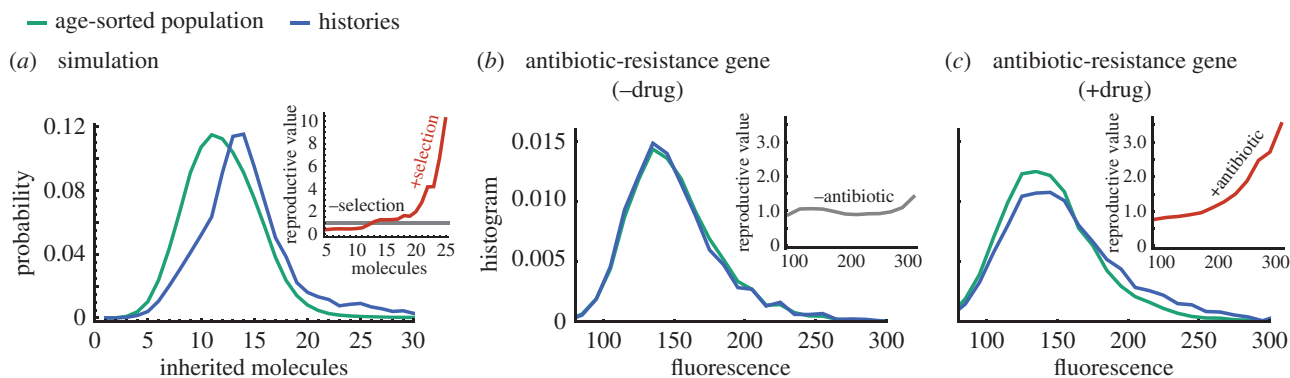 age-sorted population histories
(a) simulation
0.12
0.08
0.04
0
probability
0 5 10 15 20 25 30
inherited molecules
10
8
6
4
2
0
reproductive value
+selection
–selection
5 10 15 20 25
molecules
(b) antibiotic-resistance gene
(–drug)
0.015
0.010
0.005
0
histogram
100 150 200 250 300
fluorescence
3.0
2.0
1.0
0
reproductive value
–antibiotic
100 200 300
(c) antibiotic-resistance gene
(+drug)
100 150 200 250 300
fluorescence
3.0
2.0
1.0
0
reproductive value
+antibiotic
100 200 300